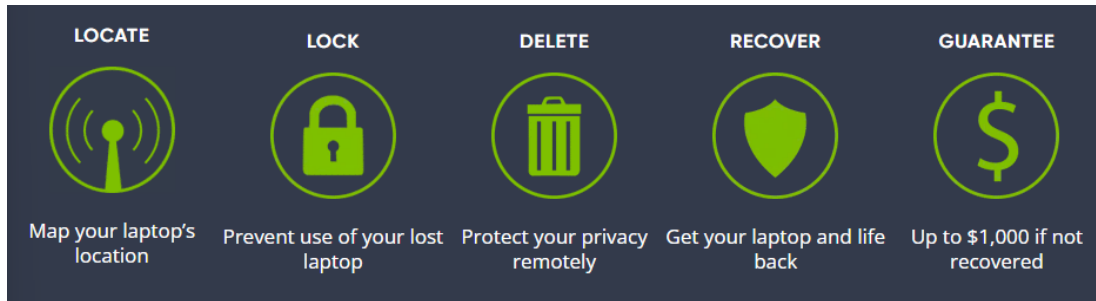 LOCATE
Map your laptop's
location
LOCK
Prevent use of your lost
laptop
DELETE
Protect your privacy
remotely
RECOVER
Get your laptop and life
back
GUARANTEE
$
Up to $1,000 if not
recovered